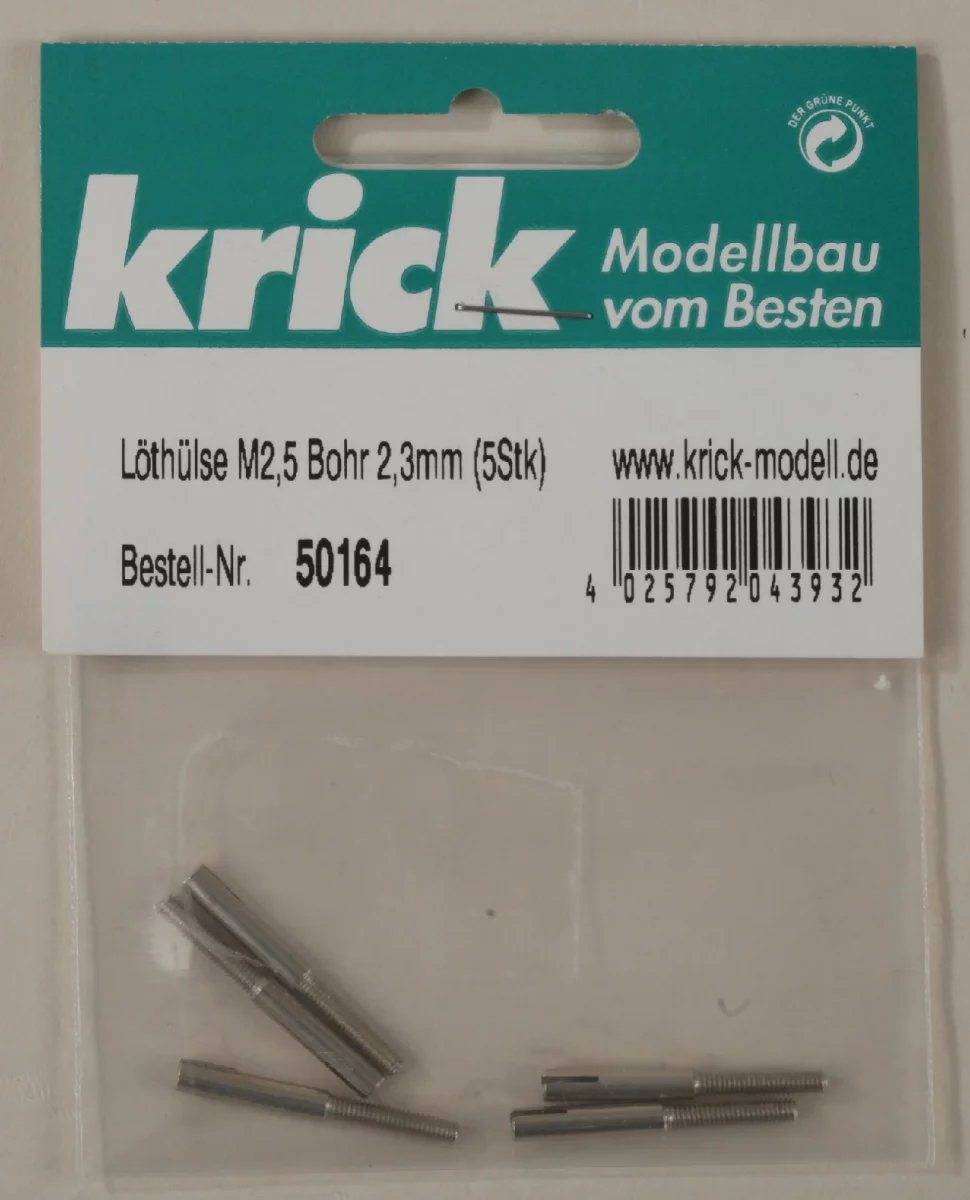 DER GRÜNE PUNKT
krick
Modellbau
vom Besten
Löthülse M2,5 Bohr 2,3mm (5Stk)
www.krick-modell.de
Bestell-Nr. 50164
4 025792 043932